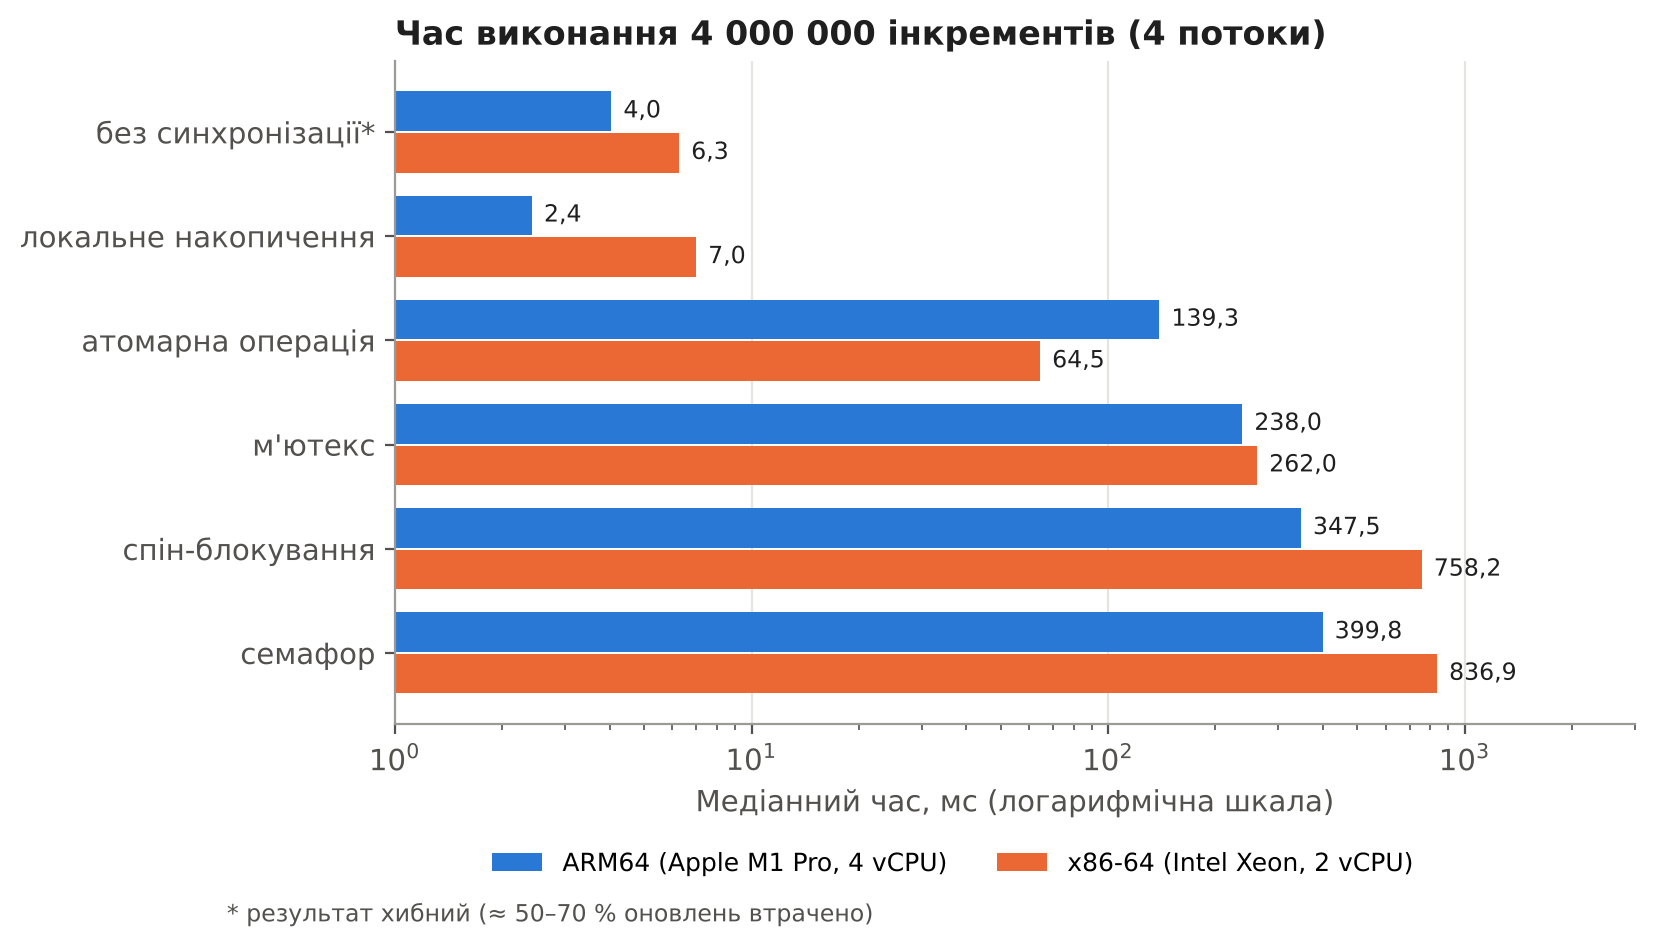 Час виконання 4 000 000 інкрементів (4 потоки)
без синхронізації*
4,0
6,3
локальне накопичення
2,4
7,0
атомарна операція
139,3
64,5
м'ютекс
238,0
262,0
спін-блокування
347,5
758,2
семафор
399,8
836,9
10⁰ 10¹ 10² 10³
Медіанний час, мс (логарифмічна шкала)
ARM64 (Apple M1 Pro, 4 vCPU) x86-64 (Intel Xeon, 2 vCPU)
* результат хибний (≈ 50–70 % оновлень втрачено)